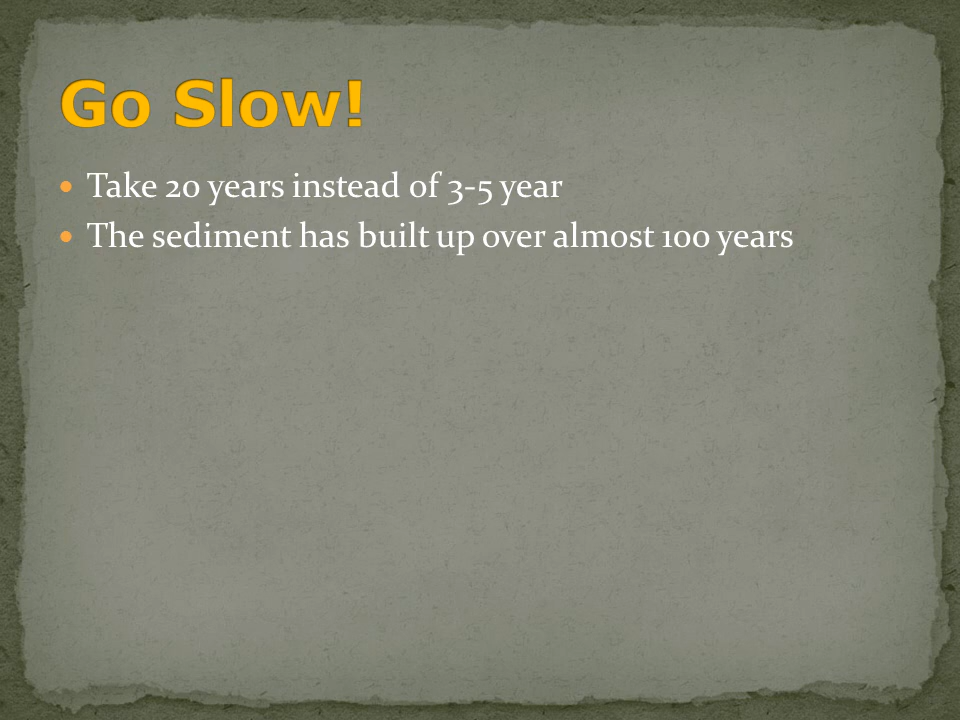 Go Slow!
Take 20 years instead of 3-5 year
The sediment has built up over almost 100 years